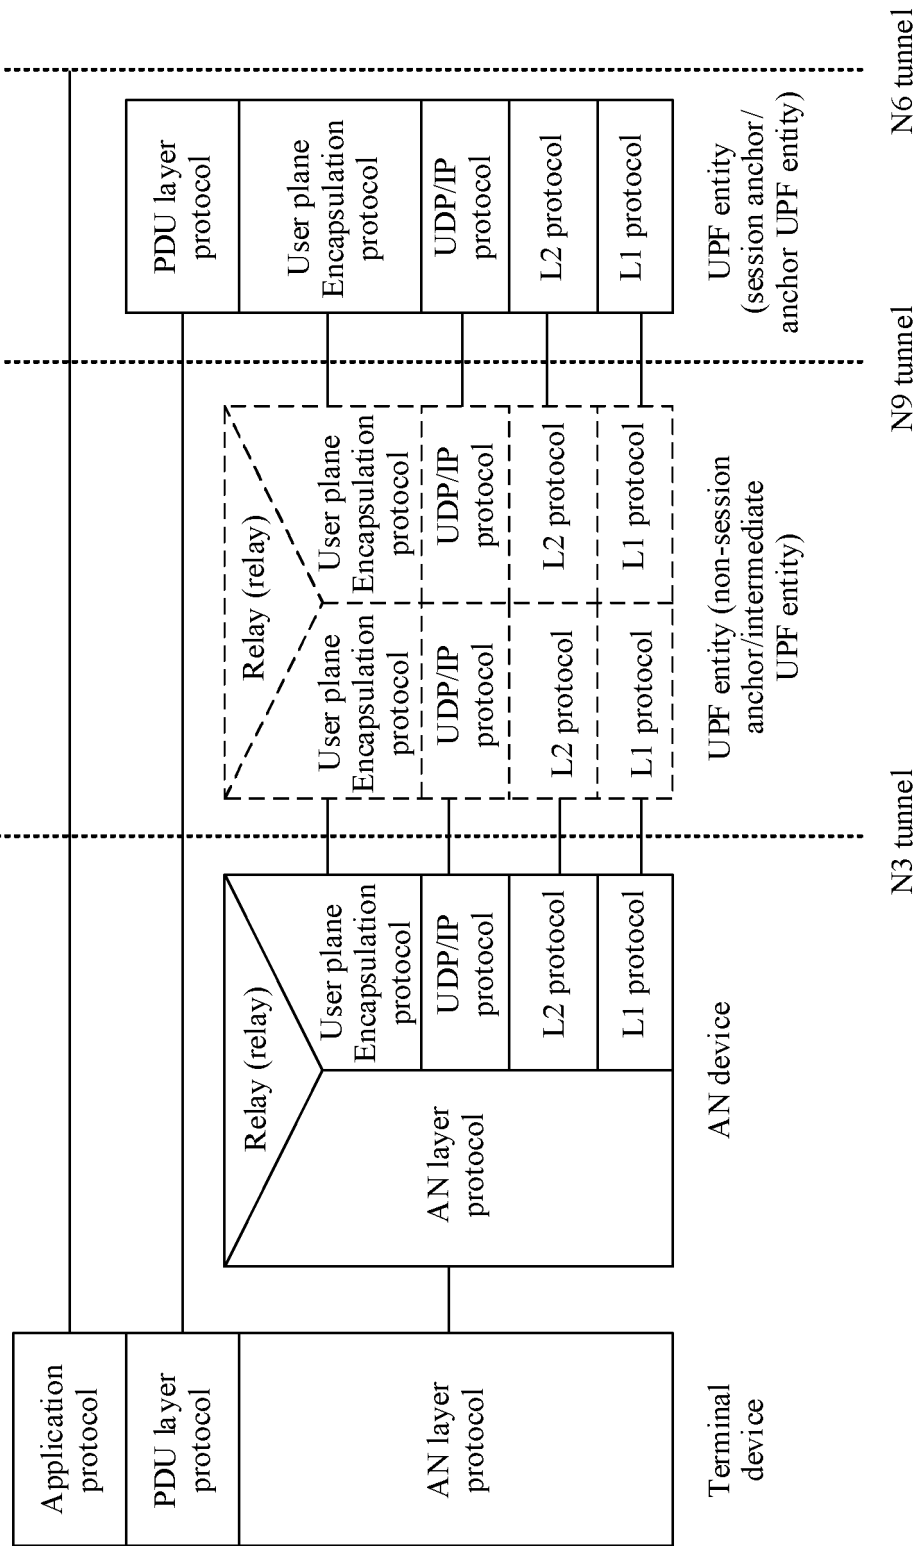 Application
protocol
PDU layer
protocol
AN layer
protocol
Terminal
device
Relay (relay)
AN layer
protocol
User plane
Encapsulation
protocol
UDP/IP
protocol
L2 protocol
L1 protocol
AN device
N3 tunnel
Relay (relay)
User plane
Encapsulation
protocol
User plane
Encapsulation
protocol
UDP/IP
protocol
UDP/IP
protocol
L2 protocol
L2 protocol
L1 protocol
L1 protocol
UPF entity (non-session
anchor/intermediate
UPF entity)
N9 tunnel
PDU layer
protocol
User plane
Encapsulation
protocol
UDP/IP
protocol
L2 protocol
L1 protocol
UPF entity
(session anchor/
anchor UPF entity)
N6 tunnel